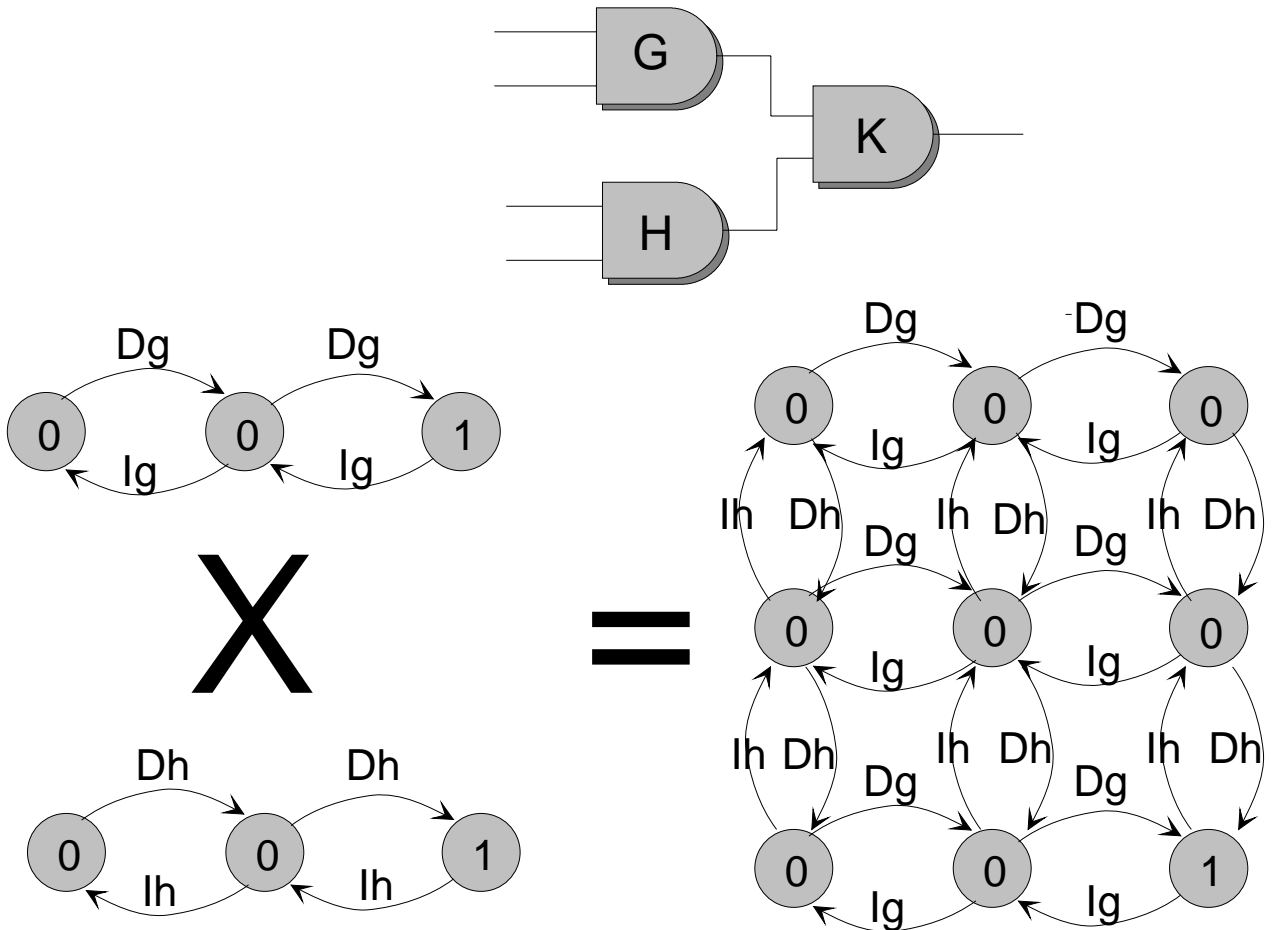 G
K
H
Dg Dg
0 0 1
Ig Ig
X
Dh Dh
0 0 1
Ih Ih
=
Dg -Dg
0 0 0
Ig Ig
Ih Dh Ih Dh Ih Dh
Dg Dg
0 0 0
Ig Ig
Ih Dh Ih Dh Ih Dh
Dg Dg
0 0 1
Ig Ig